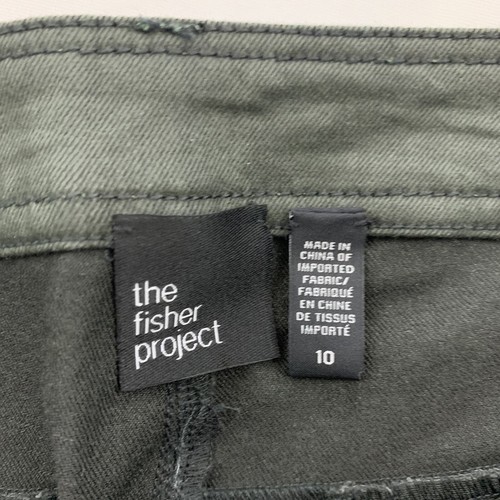 the
fisher
project
MADE IN
CHINA OF
IMPORTED
FABRIC/
FABRIQUÉ
EN CHINE
DE TISSUS
IMPORTÉ
10